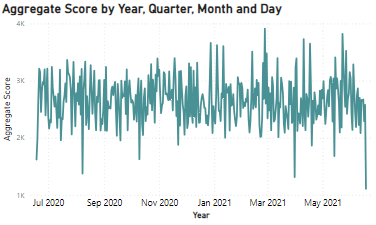 Aggregate Score by Year, Quarter, Month and Day
4K
3K
2K
1K
Aggregate Score
Jul 2020 Sep 2020 Nov 2020 Jan 2021 Mar 2021 May 2021
Year